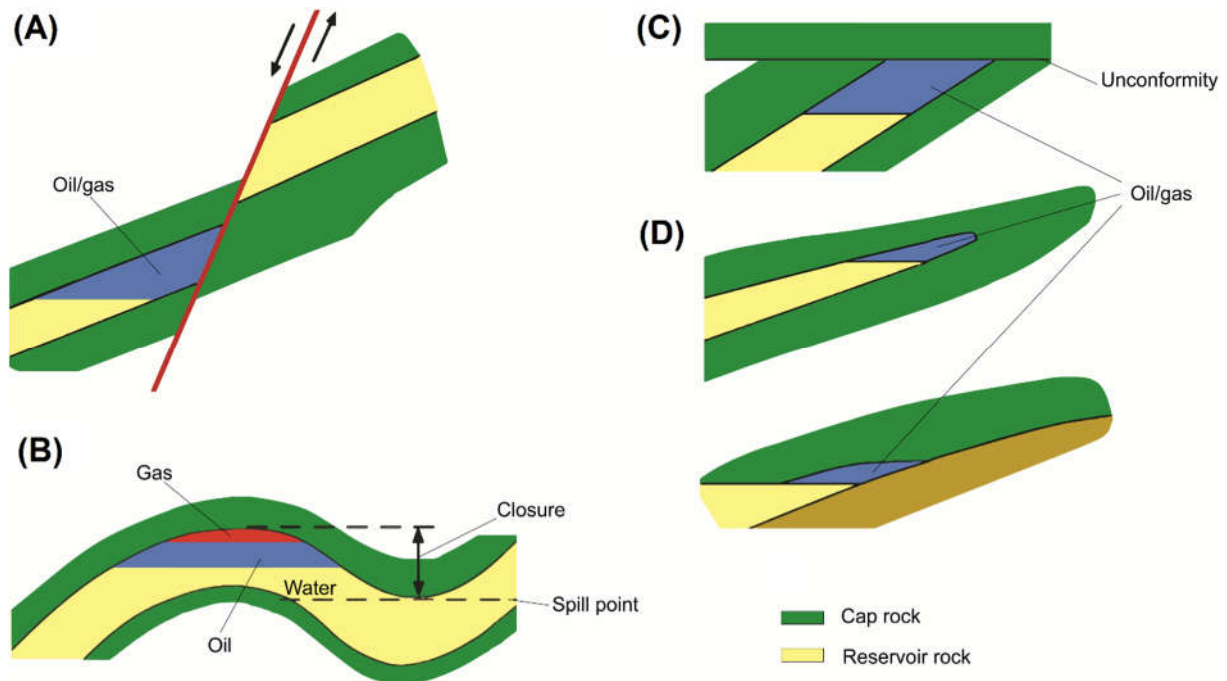 (A)
Oil/gas
(B)
Gas
Closure
Water
Spill point
Oil
(C)
Unconformity
Oil/gas
(D)
Cap rock
Reservoir rock